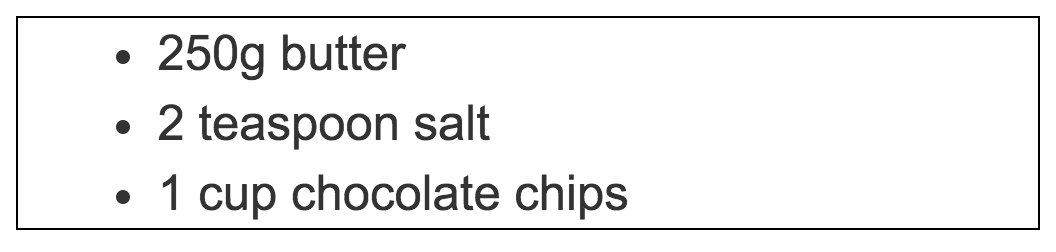 • 250g butter
• 2 teaspoon salt
• 1 cup chocolate chips